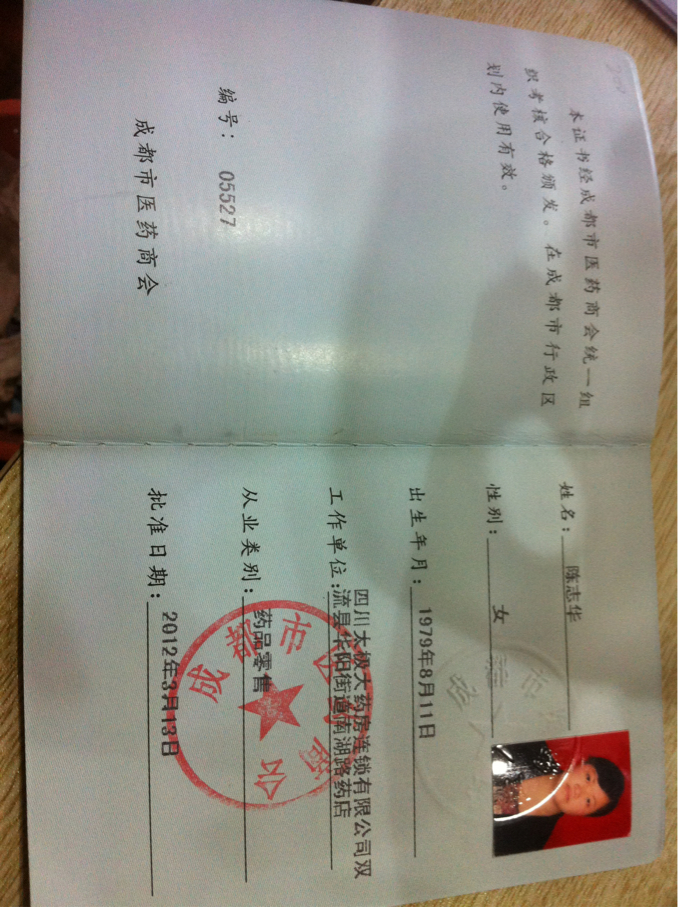 本证书经成都市医药商会统一组
织考核合格颁发。在成都市行政区
划内使用有效。
编号： 05527
成都市医药商会
姓名： 陈志华
性别： 女
出生年月： 1979年8月11日
工作单位： 四川太极大药房连锁有限公司双
流县华阳街道南湖路药店
从业类别： 药品零售
批准日期： 2012年3月13日